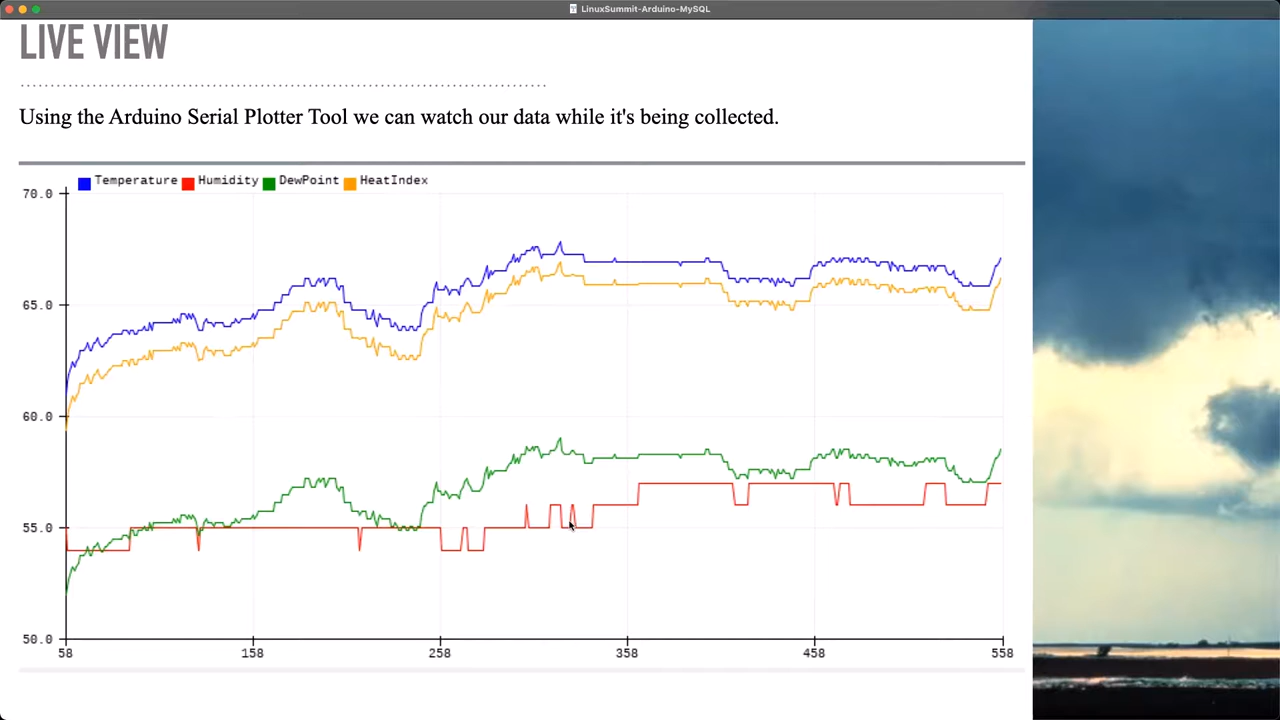 LinuxSummit-Arduino-MySQL
LIVE VIEW
Using the Arduino Serial Plotter Tool we can watch our data while it's being collected.
Temperature Humidity DewPoint HeatIndex
70.0
65.0
60.0
55.0
50.0
58 158 258 358 458 558